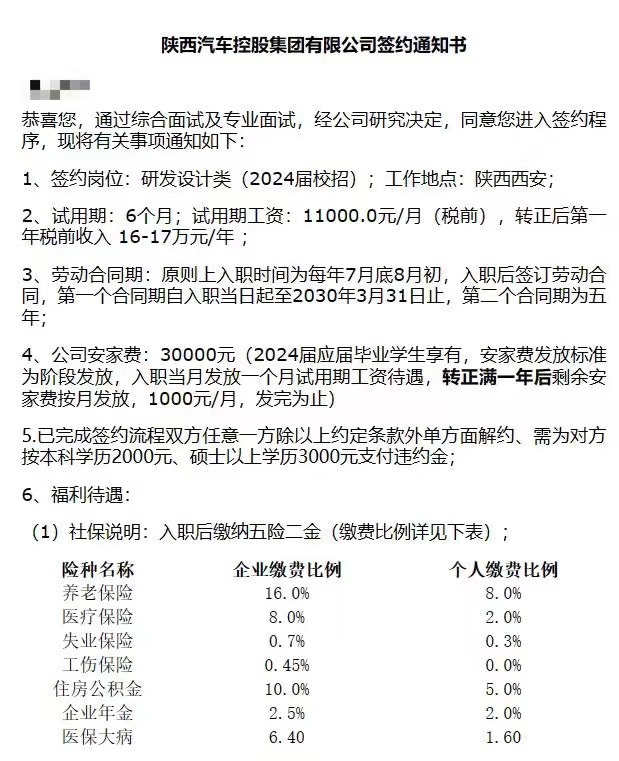 陕西汽车控股集团有限公司签约通知书
恭喜您，通过综合面试及专业面试，经公司研究决定，同意您进入签约程
序，现将有关事项通知如下：
1、签约岗位：研发设计类（2024届校招）；工作地点：陕西西安；
2、试用期：6个月；试用期工资：11000.0元/月（税前），转正后第一
年税前收入 16-17万元/年 ；
3、劳动合同期：原则上入职时间为每年7月底8月初，入职后签订劳动合
同，第一个合同期自入职当日起至2030年3月31日止，第二个合同期为五
年；
4、公司安家费：30000元（2024届应届毕业学生享有，安家费发放标准
为阶段发放，入职当月发放一个月试用期工资待遇，转正满一年后剩余安
家费按月发放，1000元/月，发完为止）
5.已完成签约流程双方任意一方除以上约定条款外单方面解约、需为对方
按本科学历2000元、硕士以上学历3000元支付违约金；
6、福利待遇：
（1）社保说明：入职后缴纳五险二金（缴费比例详见下表）；
险种名称 企业缴费比例 个人缴费比例
养老保险 16.0% 8.0%
医疗保险 8.0% 2.0%
失业保险 0.7% 0.3%
工伤保险 0.45% 0.0%
住房公积金 10.0% 5.0%
企业年金 2.5% 2.0%
医保大病 6.40 1.60